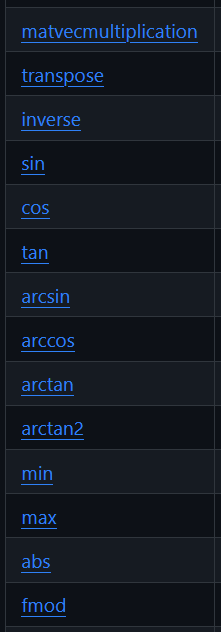 matvecmultiplication
transpose
inverse
sin
cos
tan
arcsin
arccos
arctan
arctan2
min
max
abs
fmod